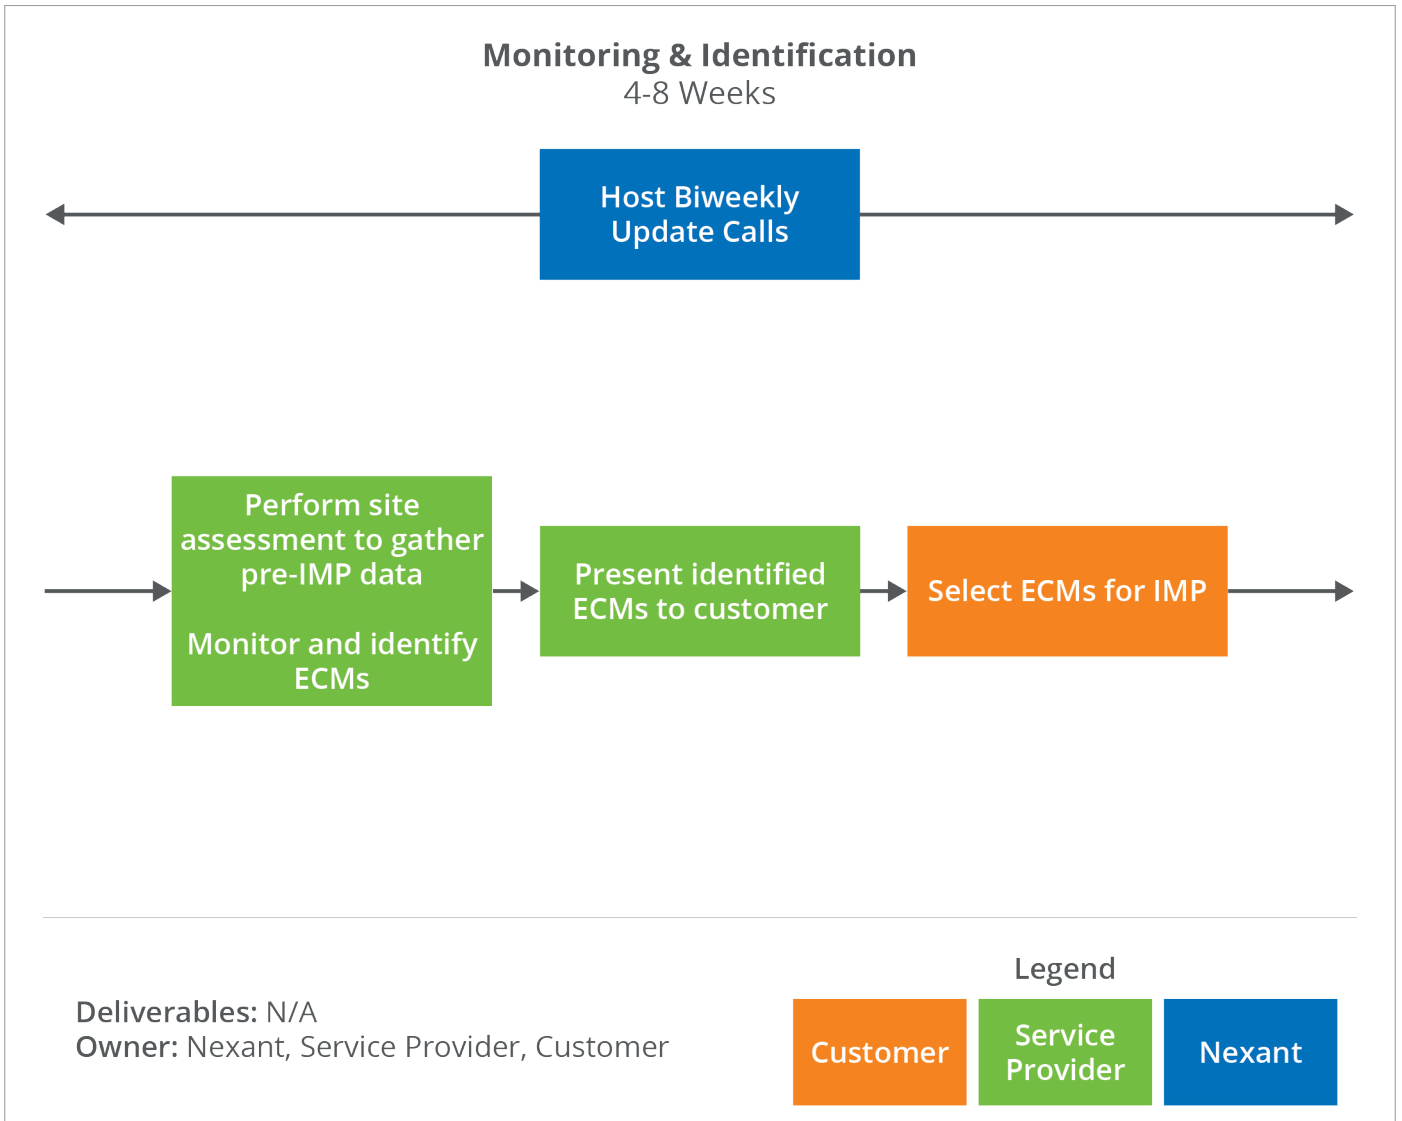 Monitoring & Identification
4-8 Weeks
Host Biweekly
Update Calls
Perform site
assessment to gather
pre-IMP data
Monitor and identify
ECMs
Present identified
ECMs to customer
Select ECMs for IMP
Deliverables: N/A
Owner: Nexant, Service Provider, Customer
Legend
Customer
Service
Provider
Nexant